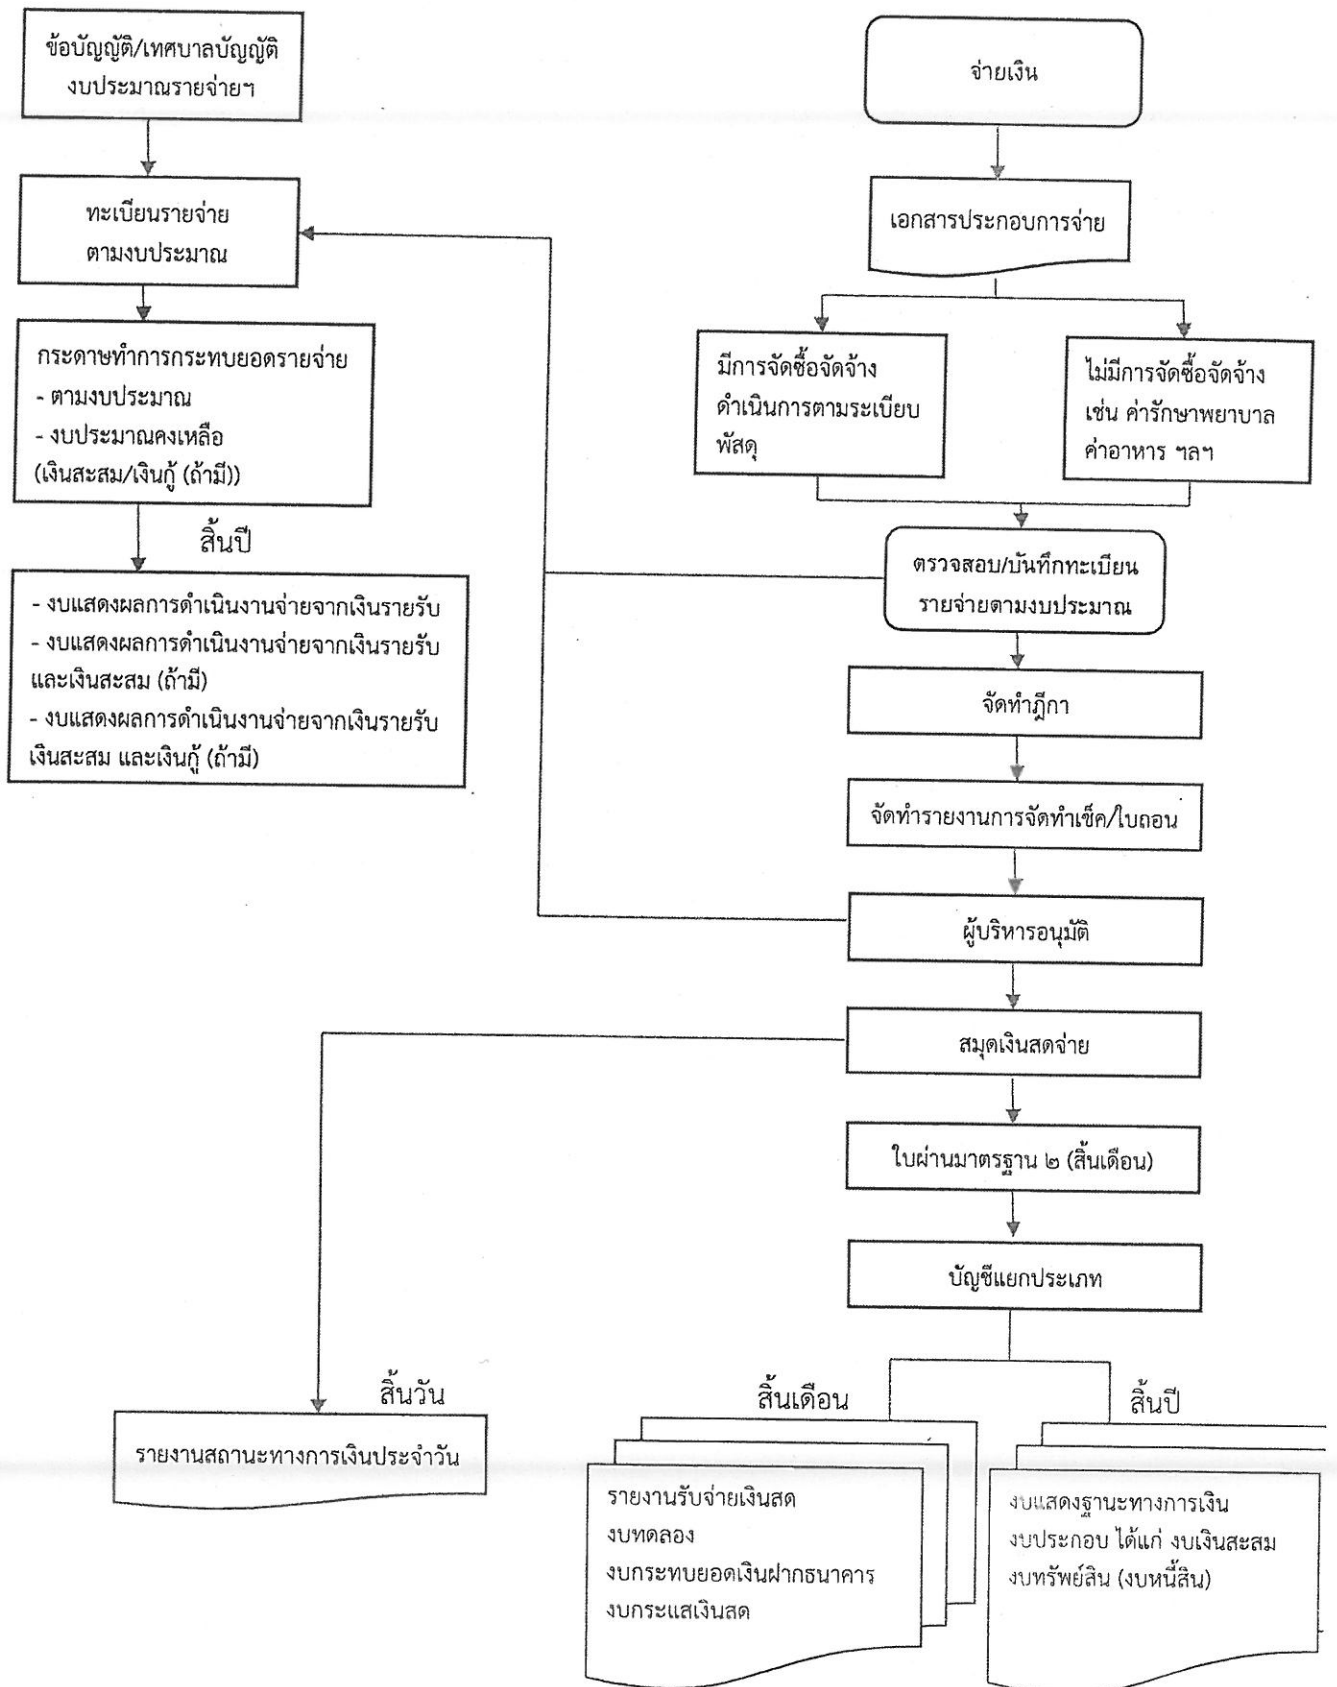 ข้อบัญญัติ/เทศบาลบัญญัติ
งบประมาณรายจ่ายฯ
ทะเบียนรายจ่าย
ตามงบประมาณ
กระดาษทำการกระทบยอดรายจ่าย
- ตามงบประมาณ
- งบประมาณคงเหลือ
(เงินสะสม/เงินกู้ (ถ้ามี))
สิ้นปี
- งบแสดงผลการดำเนินงานจ่ายจากเงินรายรับ
- งบแสดงผลการดำเนินงานจ่ายจากเงินรายรับ
และเงินสะสม (ถ้ามี)
- งบแสดงผลการดำเนินงานจ่ายจากเงินรายรับ
เงินสะสม และเงินกู้ (ถ้ามี)
จ่ายเงิน
เอกสารประกอบการจ่าย
มีการจัดซื้อจัดจ้าง
ดำเนินการตามระเบียบ
พัสดุ
ไม่มีการจัดซื้อจัดจ้าง
เช่น ค่ารักษาพยาบาล
ค่าอาหาร ฯลฯ
ตรวจสอบ/บันทึกทะเบียน
รายจ่ายตามงบประมาณ
จัดทำฎีกา
จัดทำรายงานการจัดทำเช็ค/ใบถอน
ผู้บริหารอนุมัติ
สมุดเงินสดจ่าย
ใบผ่านมาตรฐาน ๒ (สิ้นเดือน)
บัญชีแยกประเภท
สิ้นวัน
รายงานสถานะทางการเงินประจำวัน
สิ้นเดือน
รายงานรับจ่ายเงินสด
งบทดลอง
งบกระทบยอดเงินฝากธนาคาร
งบกระแสเงินสด
สิ้นปี
งบแสดงฐานะทางการเงิน
งบประกอบ ได้แก่ งบเงินสะสม
งบทรัพย์สิน (งบหนี้สิน)